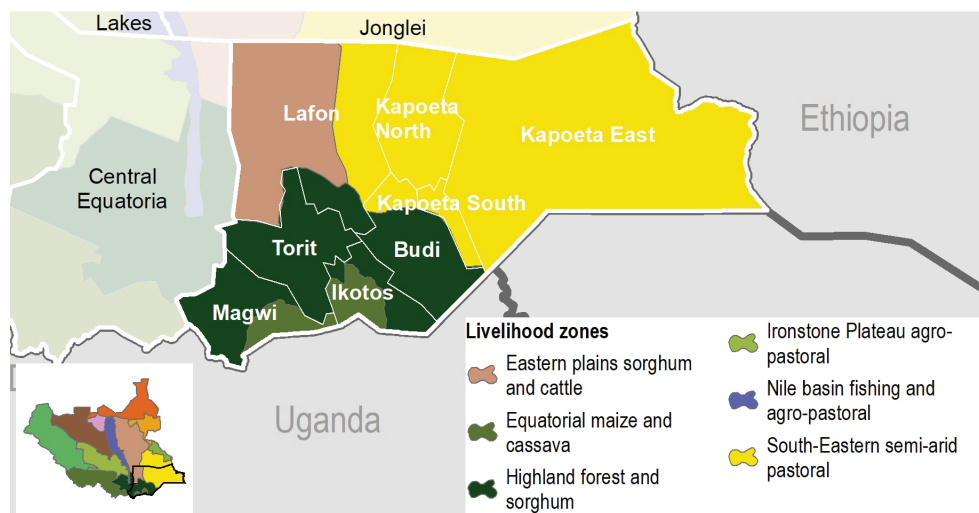 Lakes
Jonglei
Ethiopia
Lafon
Kapoeta
North
Kapoeta East
Central
Equatoria
Kapoeta South
Torit
Budi
Ikotos
Magwi
Uganda
Livelihood zones
Eastern plains sorghum
and cattle
Equatorial maize and
cassava
Highland forest and
sorghum
Ironstone Plateau agro-
pastoral
Nile basin fishing and
agro-pastoral
South-Eastern semi-arid
pastoral